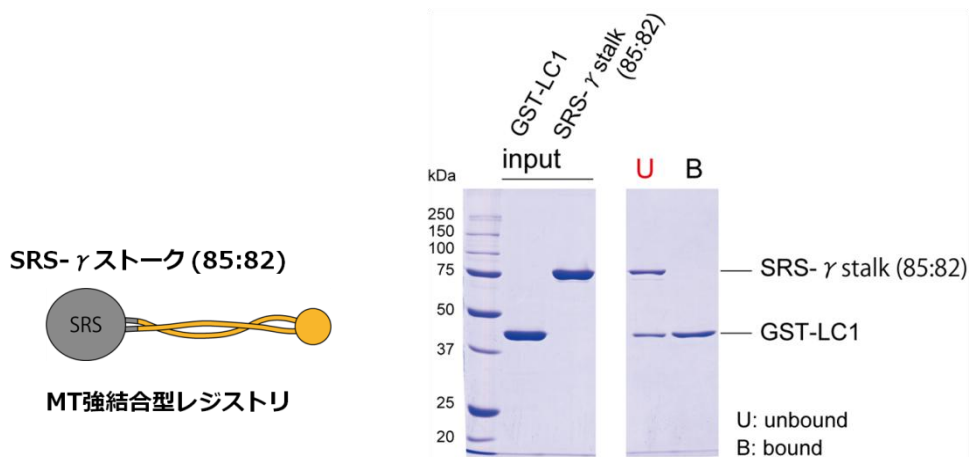 SRS-γストーク(85:82)
SRS
MT強結合型レジストリ
GST-LC1
SRS-γ stalk
(85:82)
input
kDa
U B
250
150
100
75
50
37
25
20
SRS-γ stalk (85:82)
GST-LC1
U: unbound
B: bound